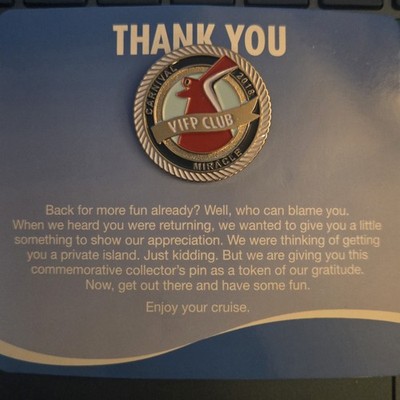 THANK YOU
CARNIVAL
2018
VIFP CLUB
MIRACLE
Back for more fun already? Well, who can blame you.
When we heard you were returning, we wanted to give you a little
something to show our appreciation. We were thinking of getting
you a private island. Just kidding. But we are giving you this
commemorative collector's pin as a token of our gratitude.
Now, get out there and have some fun.
Enjoy your cruise.